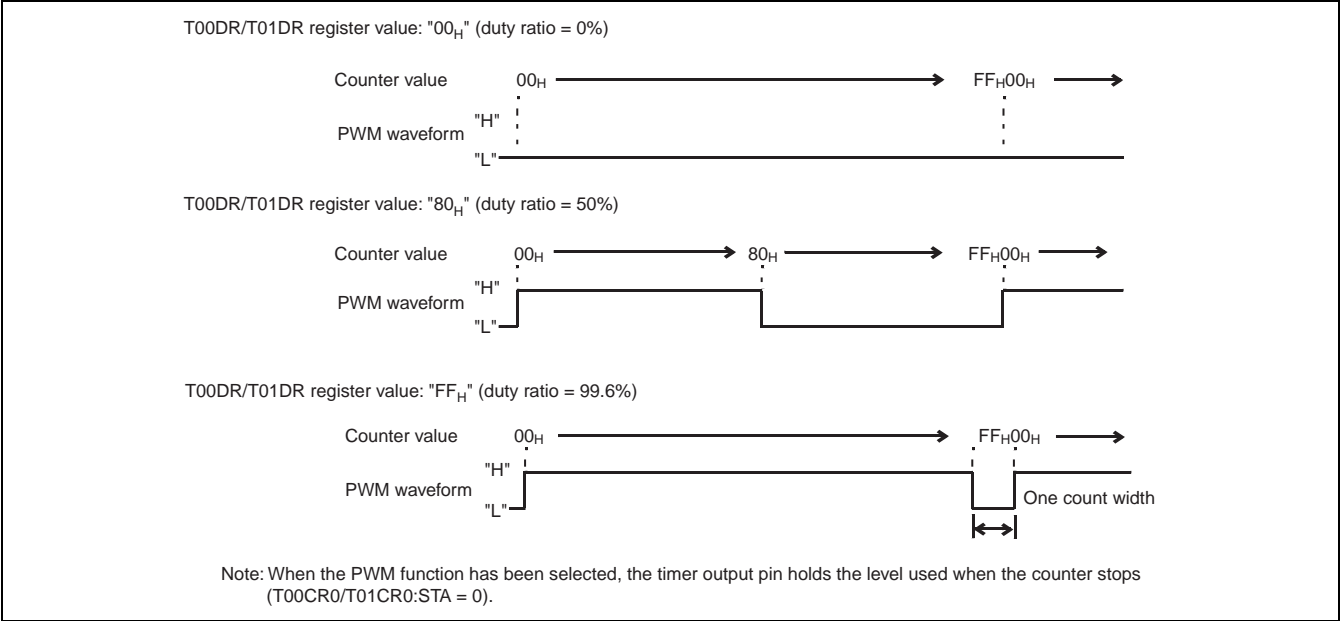 T00DR/T01DR register value: "00H" (duty ratio = 0%)
Counter value 00H FFH00H
PWM waveform "H"
"L"
T00DR/T01DR register value: "80H" (duty ratio = 50%)
Counter value 00H 80H FFH00H
PWM waveform "H"
"L"
T00DR/T01DR register value: "FFH" (duty ratio = 99.6%)
Counter value 00H FFH00H
PWM waveform "H"
"L"
One count width
Note: When the PWM function has been selected, the timer output pin holds the level used when the counter stops
(T00CR0/T01CR0:STA = 0).